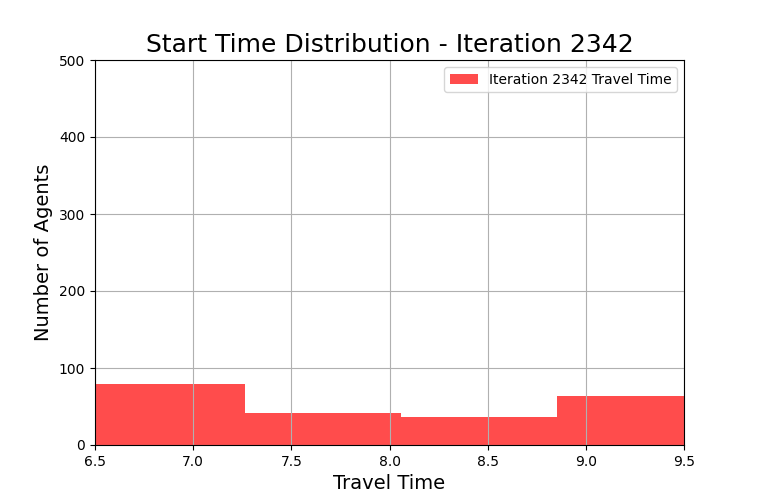 Start Time Distribution - Iteration 2342
Iteration 2342 Travel Time
Number of Agents
500
400
300
200
100
0
6.5 7.0 7.5 8.0 8.5 9.0 9.5
Travel Time